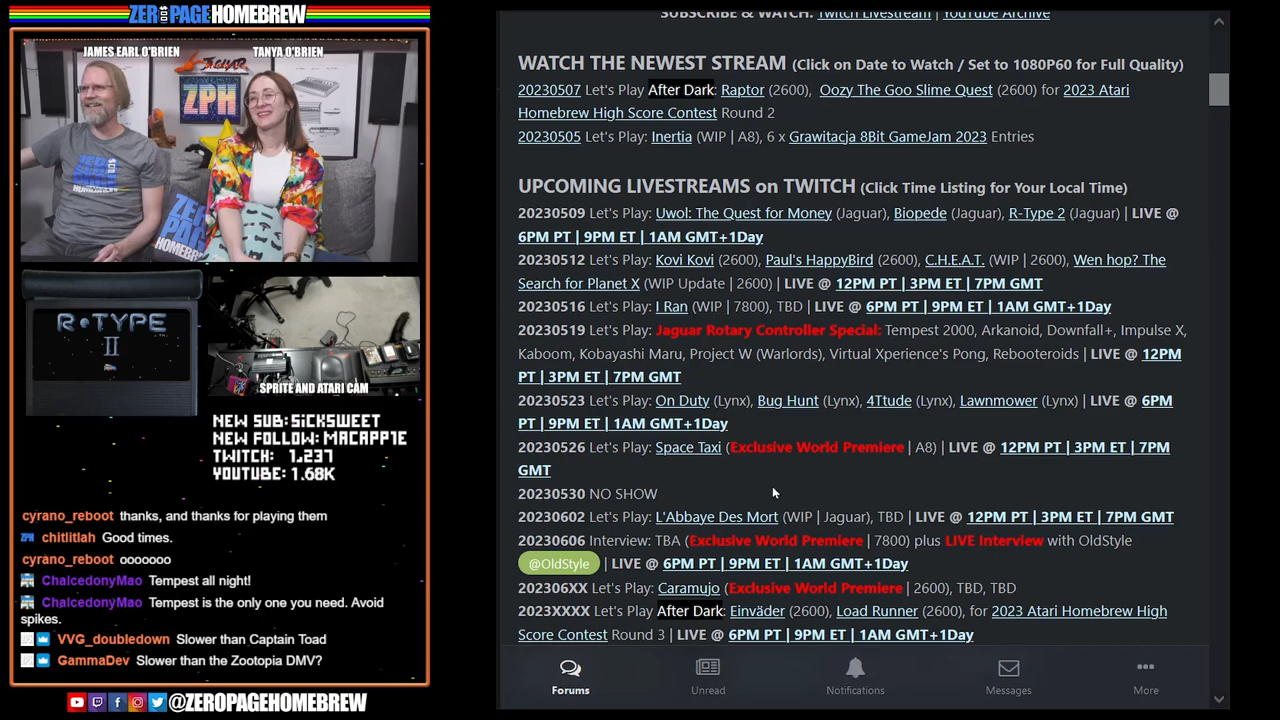 ZERO PAGE HOMEBREW
JAMES EARL O'BRIEN
TANYA O'BRIEN
JAGUAR
ZPH
ZERO PAGE HOMEBREW
R•TYPE
II
SPRITE AND ATARI CAM
NEW SUB: SICKSWEET
NEW FOLLOW: MACAPP1E
TWITCH: 1,237
YOUTUBE: 1.68K
cyrano_reboot thanks, and thanks for playing them
ZPH chitlitlah Good times.
cyrano_reboot ooooooo
ChalcedonyMao Tempest all night!
ChalcedonyMao Tempest is the only one you need. Avoid
spikes.
VVG_doubledown Slower than Captain Toad
GammaDev Slower than the Zootopia DMV?
@ZEROPAGEHOMEBREW
SUBSCRIBE & WATCH: Twitch Livestream | YouTube Archive
WATCH THE NEWEST STREAM (Click on Date to Watch / Set to 1080P60 for Full Quality)
20230507 Let's Play After Dark: Raptor (2600), Oozy The Goo Slime Quest (2600) for 2023 Atari
Homebrew High Score Contest Round 2
20230505 Let's Play: Inertia (WIP | A8), 6 x Grawitacja 8Bit GameJam 2023 Entries
UPCOMING LIVESTREAMS on TWITCH (Click Time Listing for Your Local Time)
20230509 Let's Play: Uwol: The Quest for Money (Jaguar), Biopede (Jaguar), R-Type 2 (Jaguar) | LIVE @
6PM PT | 9PM ET | 1AM GMT+1Day
20230512 Let's Play: Kovi Kovi (2600), Paul's HappyBird (2600), C.H.E.A.T. (WIP | 2600), Wen hop? The
Search for Planet X (WIP Update | 2600) | LIVE @ 12PM PT | 3PM ET | 7PM GMT
20230516 Let's Play: I Ran (WIP | 7800), TBD | LIVE @ 6PM PT | 9PM ET | 1AM GMT+1Day
20230519 Let's Play: Jaguar Rotary Controller Special: Tempest 2000, Arkanoid, Downfall+, Impulse X,
Kaboom, Kobayashi Maru, Project W (Warlords), Virtual Xperience's Pong, Rebooteroids | LIVE @ 12PM
PT | 3PM ET | 7PM GMT
20230523 Let's Play: On Duty (Lynx), Bug Hunt (Lynx), 4Ttude (Lynx), Lawnmower (Lynx) | LIVE @ 6PM
PT | 9PM ET | 1AM GMT+1Day
20230526 Let's Play: Space Taxi (Exclusive World Premiere | A8) | LIVE @ 12PM PT | 3PM ET | 7PM
GMT
20230530 NO SHOW
20230602 Let's Play: L'Abbaye Des Mort (WIP | Jaguar), TBD | LIVE @ 12PM PT | 3PM ET | 7PM GMT
20230606 Interview: TBA (Exclusive World Premiere | 7800) plus LIVE Interview with OldStyle
@OldStyle | LIVE @ 6PM PT | 9PM ET | 1AM GMT+1Day
202306XX Let's Play: Caramujo (Exclusive World Premiere | 2600), TBD, TBD
2023XXXX Let's Play After Dark: Einväder (2600), Load Runner (2600), for 2023 Atari Homebrew High
Score Contest Round 3 | LIVE @ 6PM PT | 9PM ET | 1AM GMT+1Day
Forums
Unread
Notifications
Messages
More